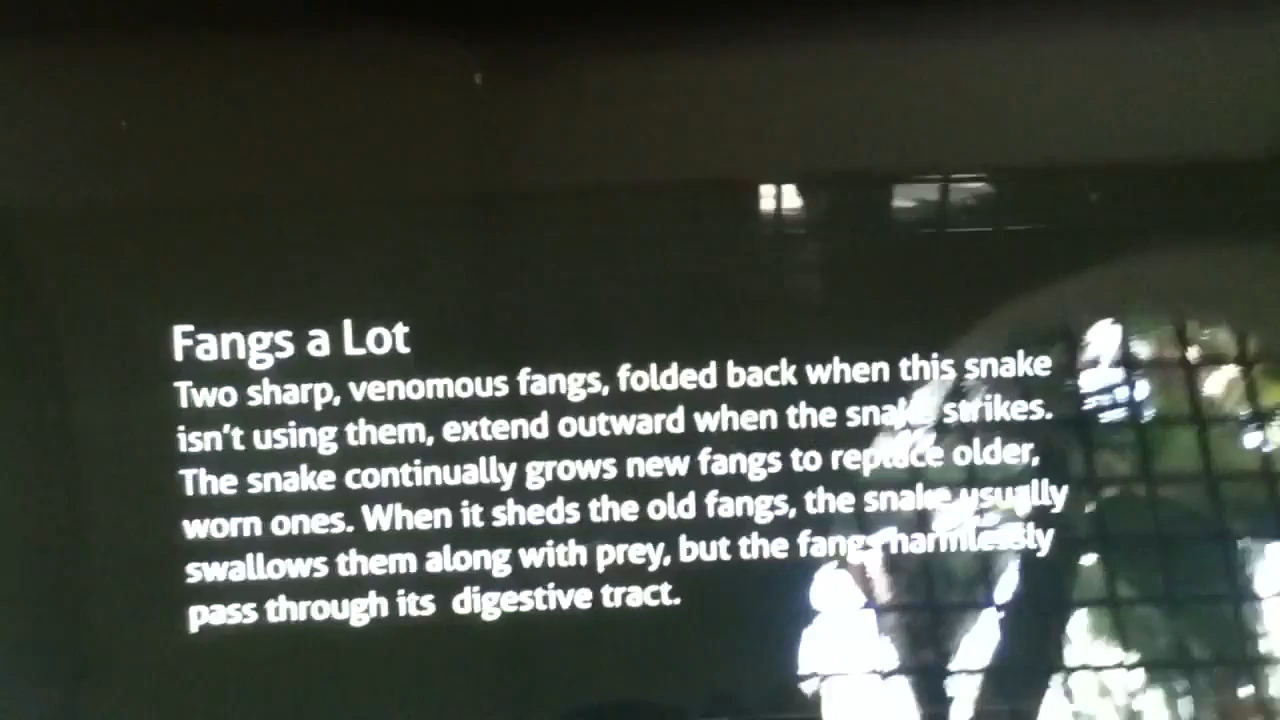 Fangs a Lot
Two sharp, venomous fangs, folded back when this snake
isn't using them, extend outward when the snake strikes.
The snake continually grows new fangs to replace older,
worn ones. When it sheds the old fangs, the snake usually
swallows them along with prey, but the fangs harmlessly
pass through its digestive tract.